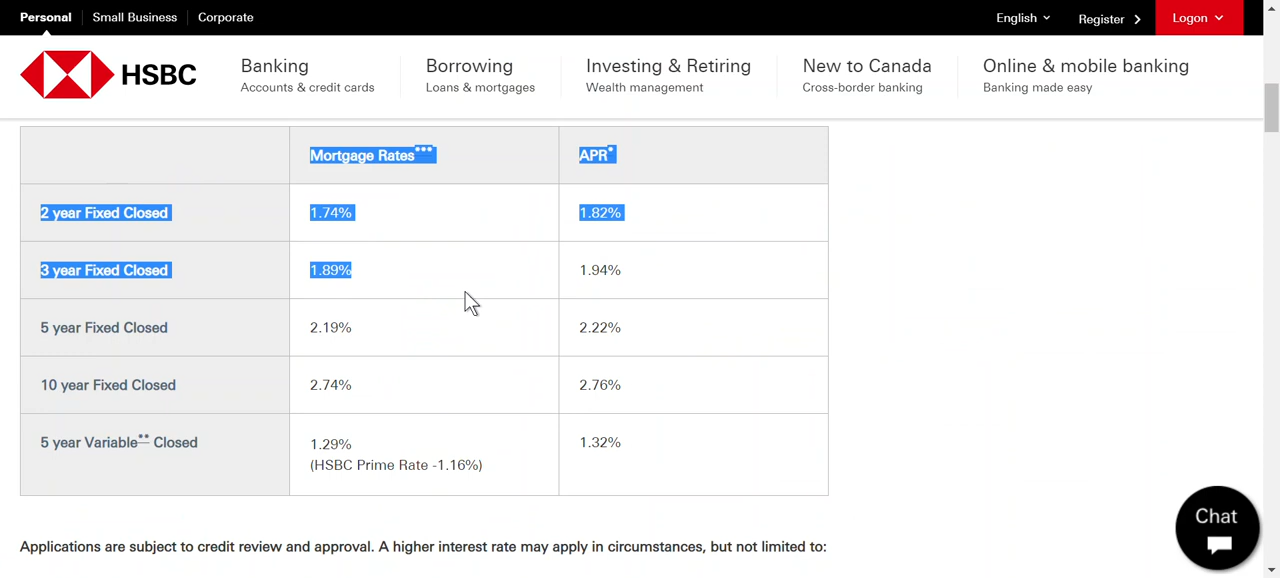 Personal Small Business Corporate English Register Logon
HSBC
Banking Borrowing Investing & Retiring New to Canada Online & mobile banking
Accounts & credit cards Loans & mortgages Wealth management Cross-border banking Banking made easy
Mortgage Rates*** APR*
2 year Fixed Closed 1.74% 1.82%
3 year Fixed Closed 1.89% 1.94%
5 year Fixed Closed 2.19% 2.22%
10 year Fixed Closed 2.74% 2.76%
5 year Variable** Closed 1.29% 1.32%
(HSBC Prime Rate -1.16%)
Chat
Applications are subject to credit review and approval. A higher interest rate may apply in circumstances, but not limited to: